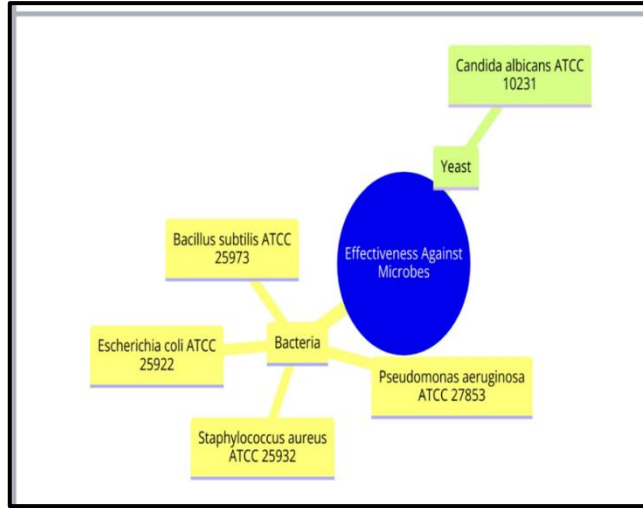 Candida albicans ATCC
10231
Yeast
Effectiveness Against
Microbes
Bacillus subtilis ATCC
25973
Bacteria
Escherichia coli ATCC
25922
Pseudomonas aeruginosa
ATCC 27853
Staphylococcus aureus
ATCC 25932